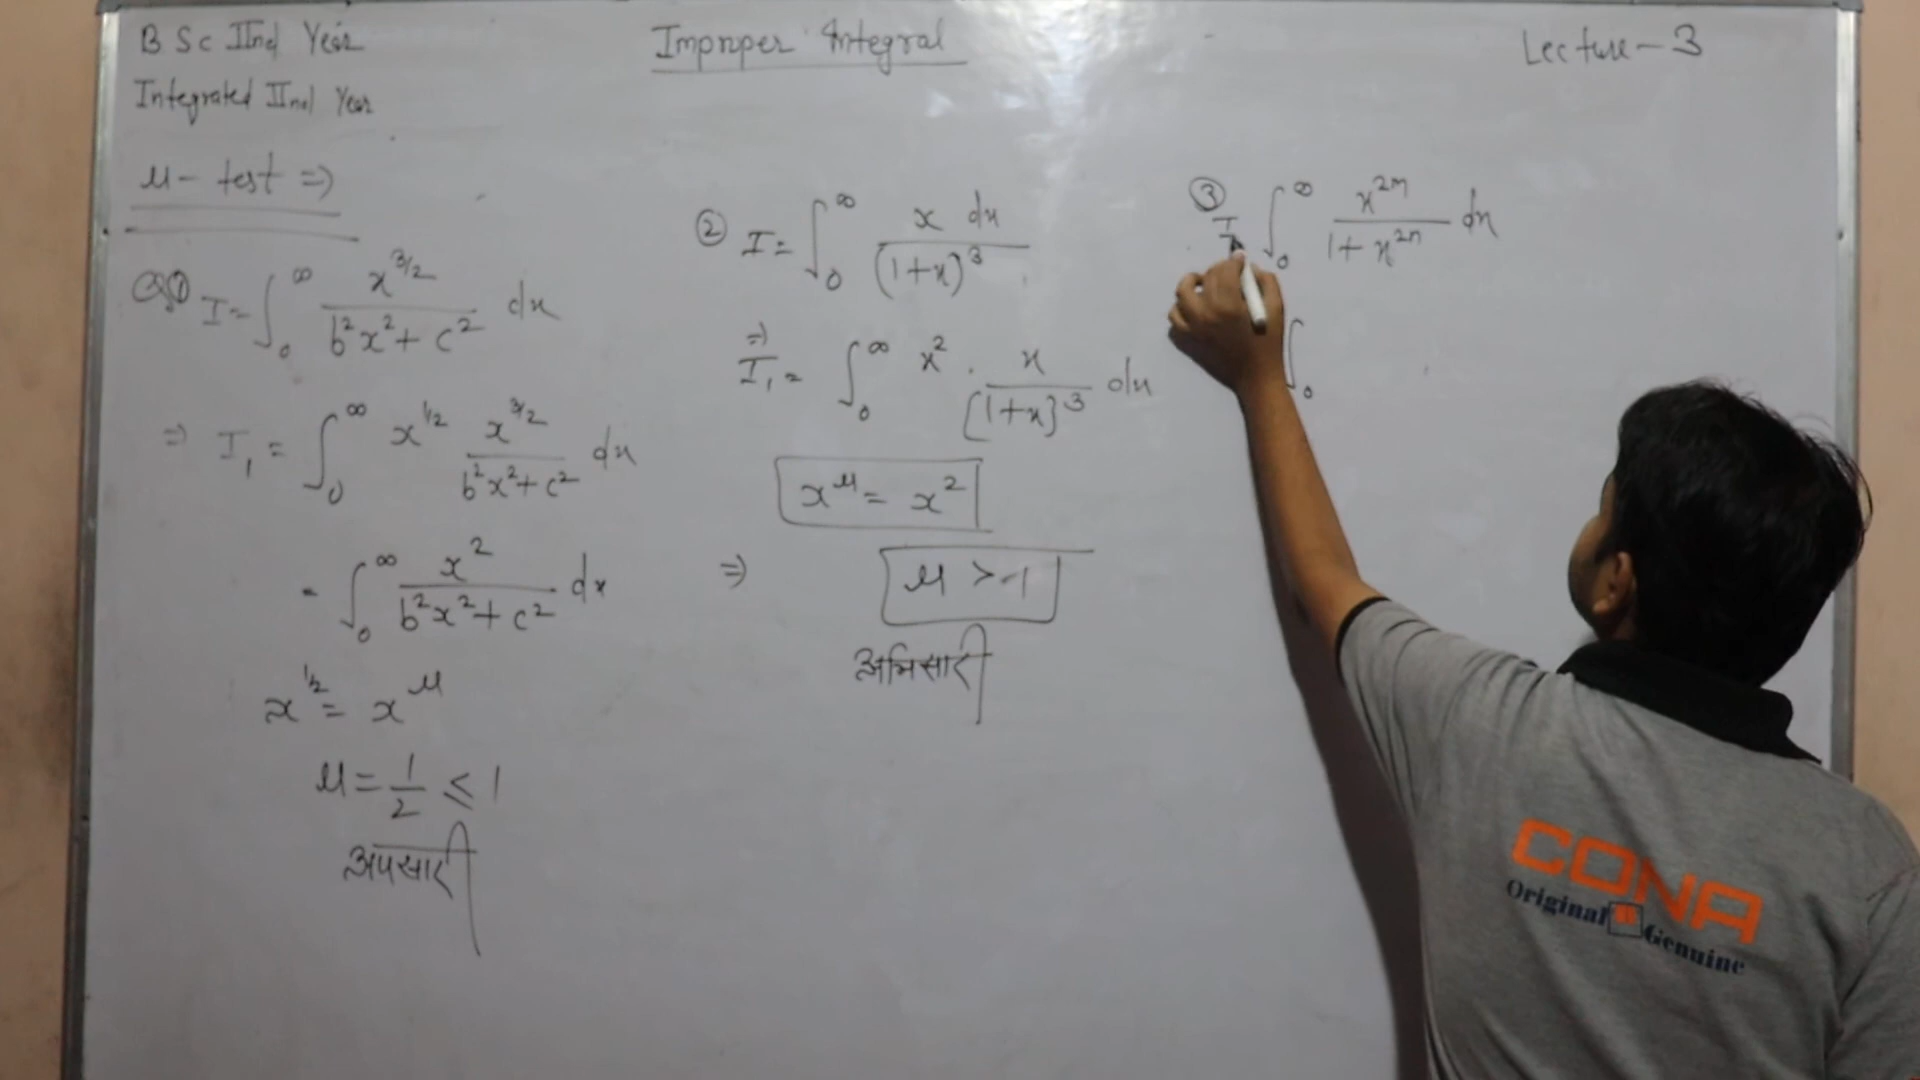 B Sc IInd Year
Integrated IInd Year
Improper Integral
Lecture - 3
μ - test ⇒
Q① I = ∫₀^∞ x^{3/2} / (b²x² + c²) dx
⇒ I₁ = ∫₀^∞ x^{1/2} x^{3/2} / (b²x² + c²) dx
= ∫₀^∞ x² / (b²x² + c²) dx
x^{1/2} = x^μ
μ = 1/2 ≤ 1
अपसारी
② I = ∫₀^∞ x dx / (1+x)³
⇒ I₁ = ∫₀^∞ x² · x / [1+x]³ dx
x^μ = x²
⇒ μ > 1
अभिसारी
③ I ∫₀^∞ x^{2m} / (1 + x^{2n}) dx
∫₀
CONA
Original Genuine